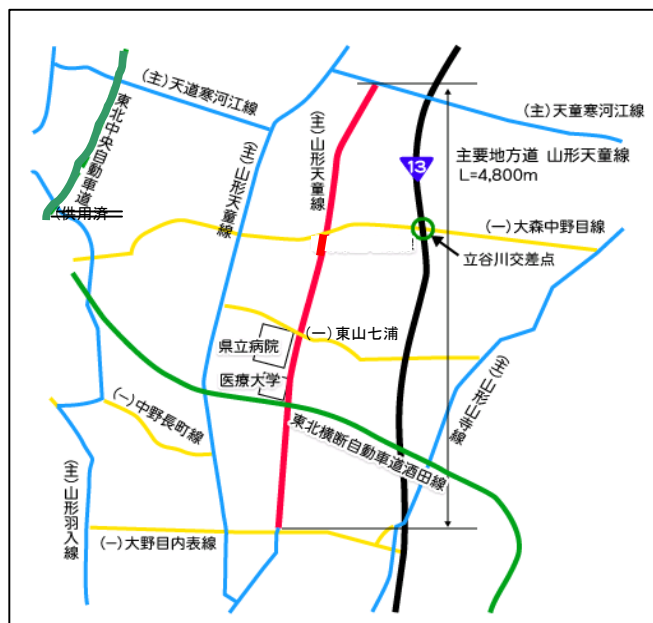 (主)天道寒河江線
東北中央自動車道
(供用済
(主)山形天童線
(主)山形天童線
(主)天童寒河江線
13
主要地方道 山形天童線
L=4,800m
(一)大森中野目線
立谷川交差点
県立病院
(一)東山七浦
医療大学
(一)中野長町線
東北横断自動車道酒田線
(主)山形山寺線
(主)山形羽入線
(一)大野目内表線